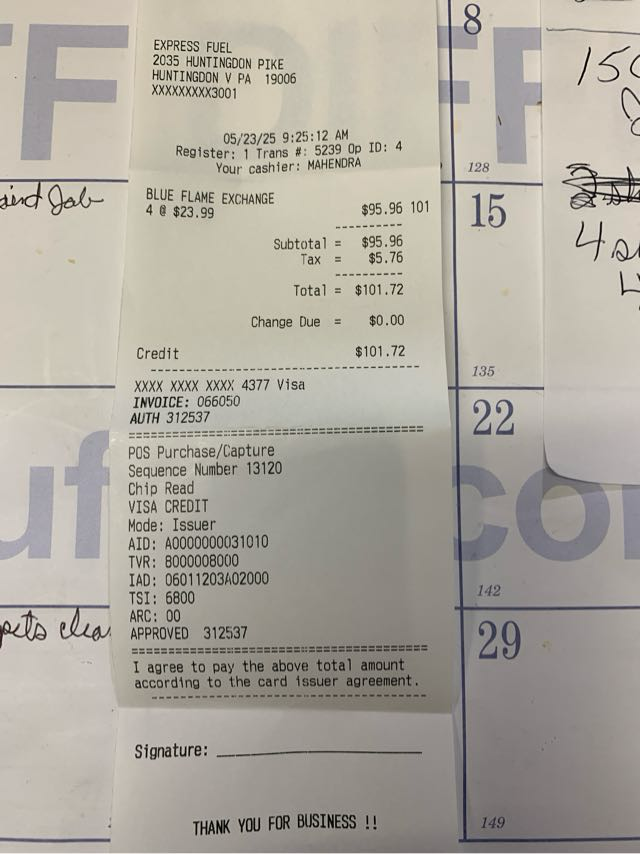 EXPRESS FUEL
2035 HUNTINGDON PIKE
HUNTINGDON V PA 19006
XXXXXXXXX3001
05/23/25 9:25:12 AM
Register: 1 Trans #: 5239 Op ID: 4
Your cashier: MAHENDRA
BLUE FLAME EXCHANGE
4 @ $23.99 $95.96 101
----------
Subtotal = $95.96
Tax = $5.76
----------
Total = $101.72
Change Due = $0.00
Credit $101.72
----------------------------------------
XXXX XXXX XXXX 4377 Visa
INVOICE: 066050
AUTH 312537
========================================
POS Purchase/Capture
Sequence Number 13120
Chip Read
VISA CREDIT
Mode: Issuer
AID: A0000000031010
TVR: 8000008000
IAD: 06011203A02000
TSI: 6800
ARC: 00
APPROVED 312537
========================================
I agree to pay the above total amount
according to the card issuer agreement.
----------------------------------------
Signature: ____________________
THANK YOU FOR BUSINESS !!
8
128
15
135
22
142
29
149
Job
4